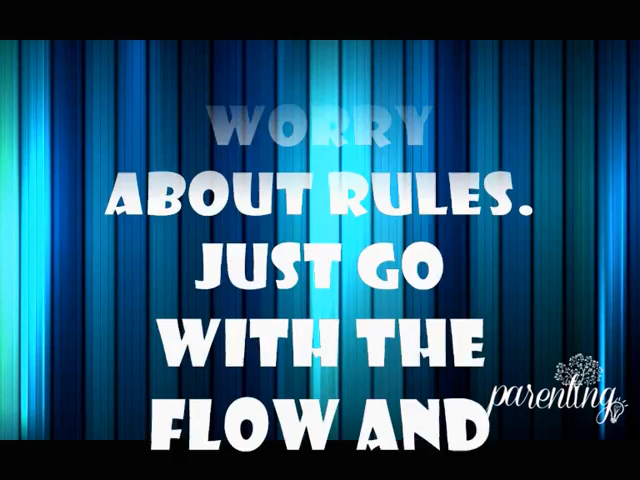 WORRY
ABOUT RULES.
JUST GO
WITH THE
FLOW AND
parenting